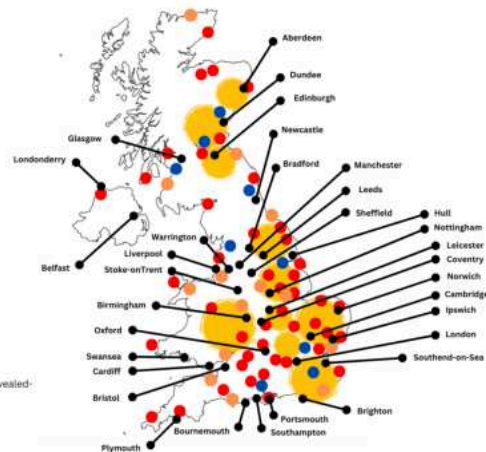 Aberdeen
Dundee
Edinburgh
Newcastle
Glasgow
Bradford
Manchester
Londonderry
Leeds
Sheffield
Hull
Nottingham
Warrington
Leicester
Liverpool
Coventry
Belfast
Stoke-onTrent
Norwich
Cambridge
Birmingham
Ipswich
Oxford
London
Swansea
Southend-on-Sea
Cardiff
evealed-
Bristol
Brighton
Portsmouth
Bournemouth
Southampton
Plymouth